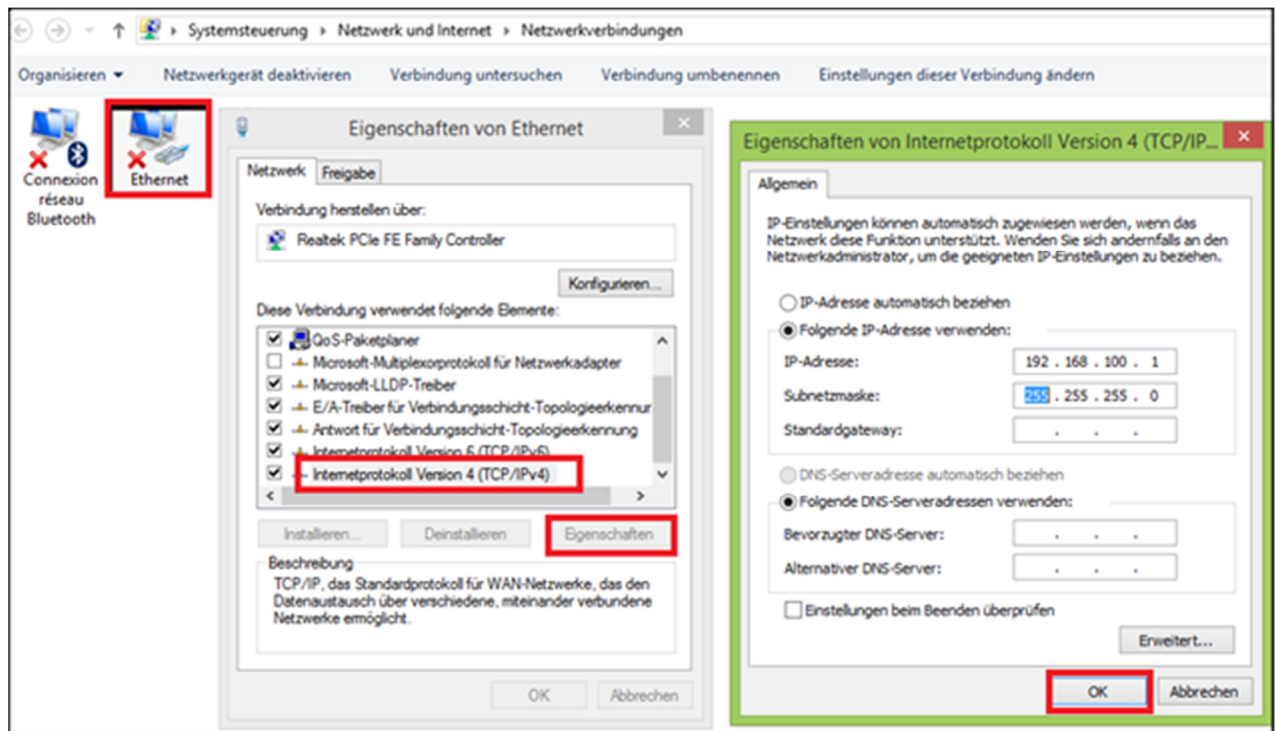 Systemsteuerung
Netzwerk und Internet
Netzwerkverbindungen
Organisieren
Netzwerkgerät deaktivieren
Verbindung untersuchen
Verbindung umbenennen
Einstellungen dieser Verbindung ändern
Connexion
réseau
Bluetooth
Ethernet
Eigenschaften von Ethernet
Netzwerk
Freigabe
Verbindung herstellen über:
Realtek PCIe FE Family Controller
Konfigurieren...
Diese Verbindung verwendet folgende Elemente:
QoS-Paketplaner
Microsoft-Multiplexorprotokoll für Netzwerkadapter
Microsoft-LLDP-Treiber
E/A-Treiber für Verbindungsschicht-Topologieerkennur
Antwort für Verbindungsschicht-Topologieerkennung
Internetprotokoll Version 6 (TCP/IPv6)
Internetprotokoll Version 4 (TCP/IPv4)
Installieren...
Deinstallieren
Eigenschaften
Beschreibung
TCP/IP, das Standardprotokoll für WAN-Netzwerke, das den
Datenaustausch über verschiedene, miteinander verbundene
Netzwerke ermöglicht.
OK
Abbrechen
Eigenschaften von Internetprotokoll Version 4 (TCP/IP...
Allgemein
IP-Einstellungen können automatisch zugewiesen werden, wenn das
Netzwerk diese Funktion unterstützt. Wenden Sie sich andernfalls an den
Netzwerkadministrator, um die geeigneten IP-Einstellungen zu beziehen.
IP-Adresse automatisch beziehen
Folgende IP-Adresse verwenden:
IP-Adresse: 192 . 168 . 100 . 1
Subnetzmaske: 255 . 255 . 255 . 0
Standardgateway: . . .
DNS-Serveradresse automatisch beziehen
Folgende DNS-Serveradressen verwenden:
Bevorzugter DNS-Server: . . .
Alternativer DNS-Server: . . .
Einstellungen beim Beenden überprüfen
Erweitert...
OK
Abbrechen